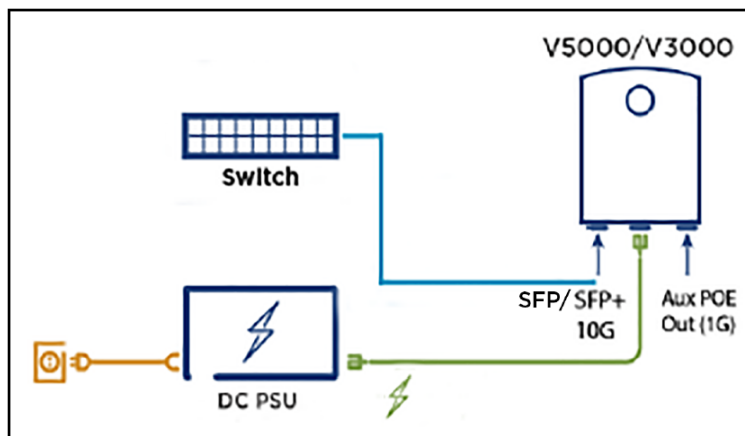 V5000/V3000
Switch
SFP/ SFP+
10G
Aux POE
Out (1G)
DC PSU